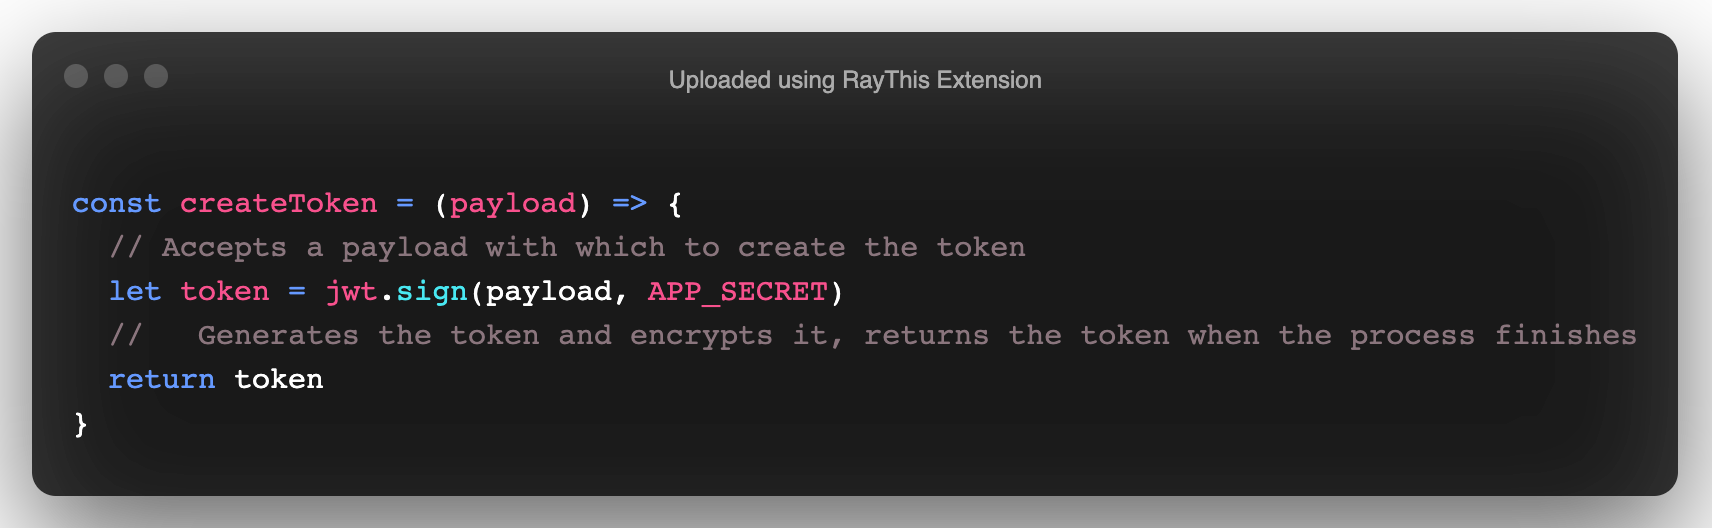 Uploaded using RayThis Extension
const createToken = (payload) => {
  // Accepts a payload with which to create the token
  let token = jwt.sign(payload, APP_SECRET)
  //   Generates the token and encrypts it, returns the token when the process finishes
  return token
}